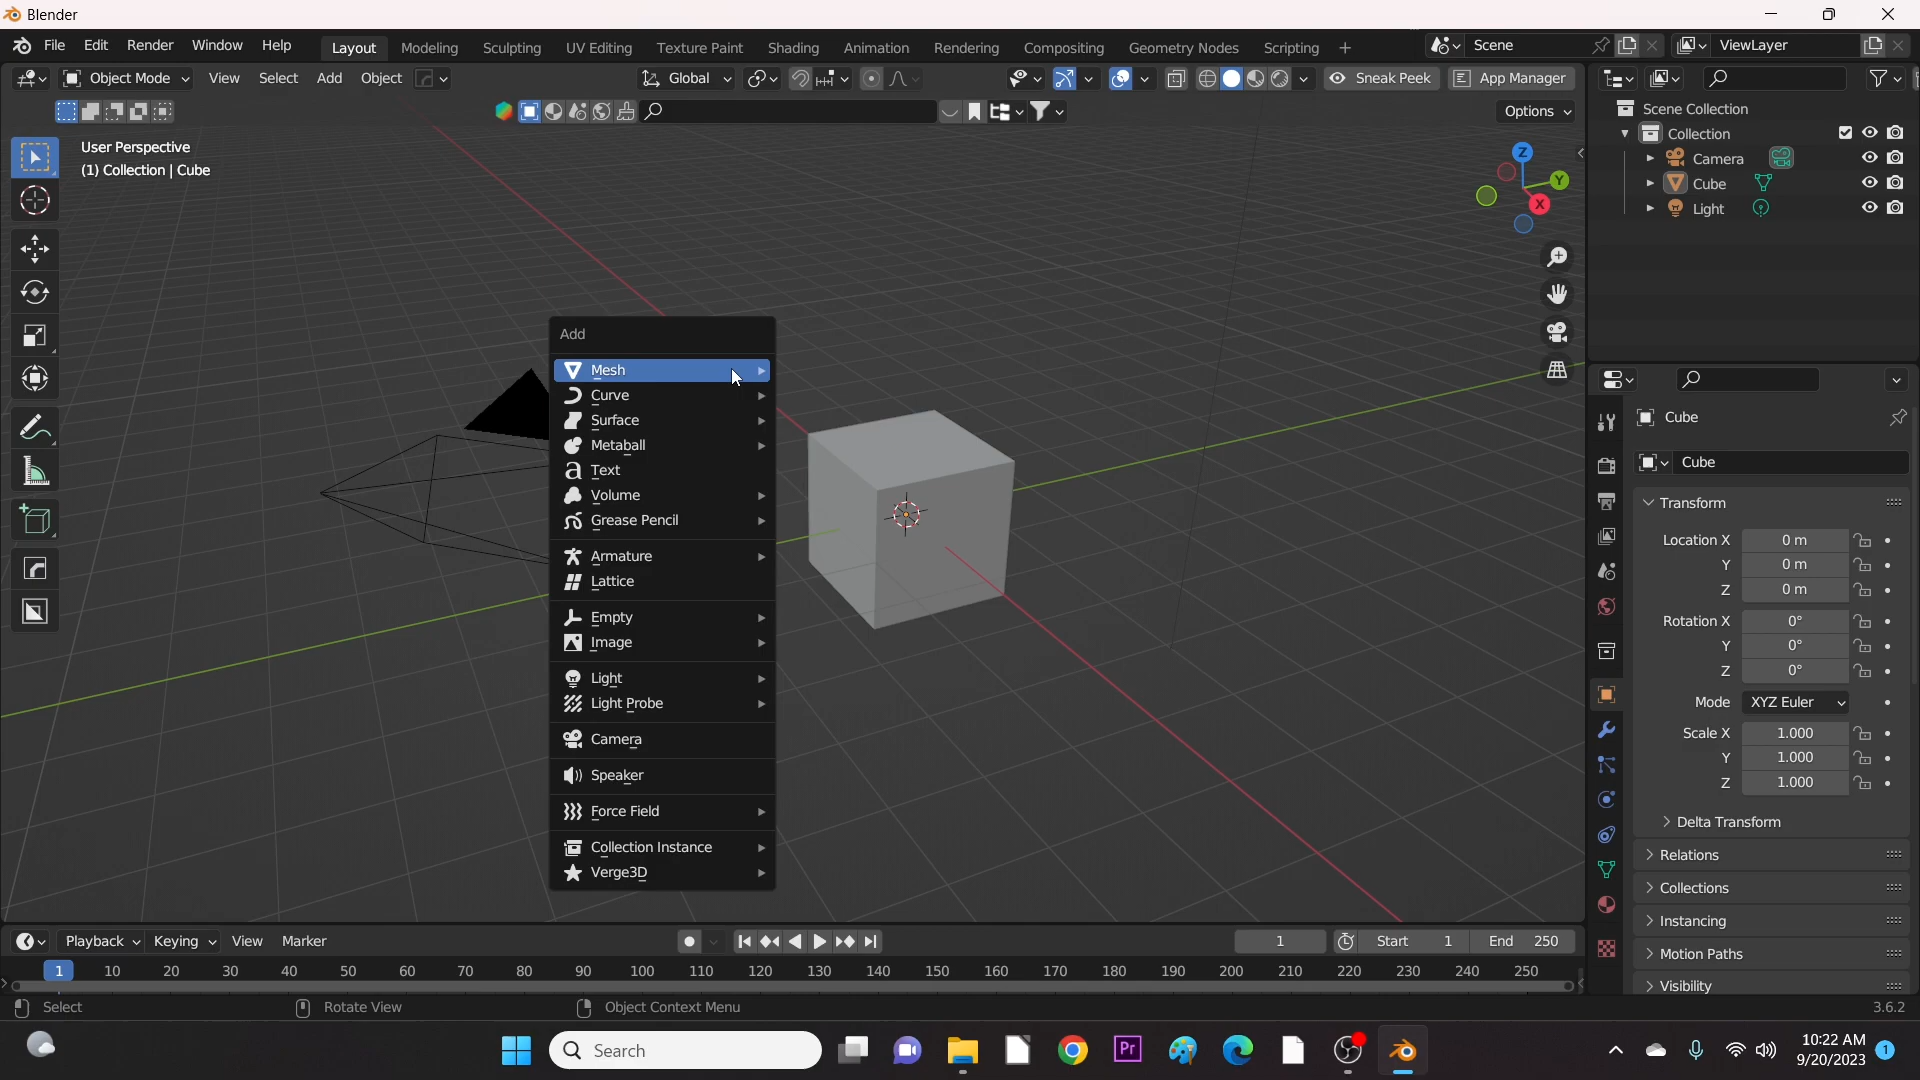 Blender
File Edit Render Window Help Layout Modeling Sculpting UV Editing Texture Paint Shading Animation Rendering Compositing Geometry Nodes Scripting + Scene ViewLayer
Object Mode View Select Add Object Global Sneak Peek App Manager
Options
User Perspective
(1) Collection | Cube
Z
Y
X
Add
Mesh
Curve
Surface
Metaball
Text
Volume
Grease Pencil
Armature
Lattice
Empty
Image
Light
Light Probe
Camera
Speaker
Force Field
Collection Instance
Verge3D
Scene Collection
Collection
Camera
Cube
Light
Cube
Cube
Transform
Location X 0 m
Y 0 m
Z 0 m
Rotation X 0°
Y 0°
Z 0°
Mode XYZ Euler
Scale X 1.000
Y 1.000
Z 1.000
Delta Transform
Relations
Collections
Instancing
Motion Paths
Visibility
Playback Keying View Marker 1 Start 1 End 250
1 10 20 30 40 50 60 70 80 90 100 110 120 130 140 150 160 170 180 190 200 210 220 230 240 250
Select Rotate View Object Context Menu 3.6.2
Search Pr 10:22 AM
9/20/2023 1